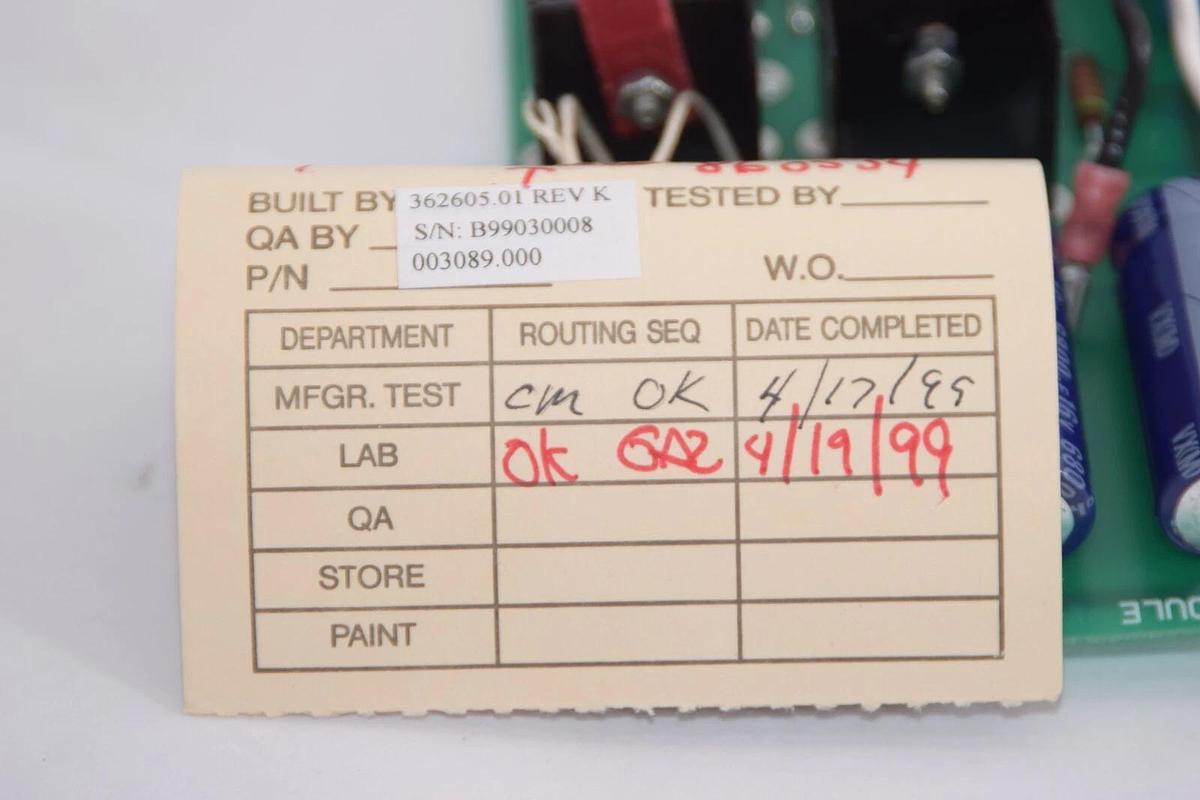 BUILT BY
362605.01 REV K
TESTED BY
QA BY
S/N: B99030008
P/N
003089.000
W.O.
DEPARTMENT ROUTING SEQ DATE COMPLETED
MFGR. TEST CM OK 4/17/99
LAB OK 4/19/99
QA
STORE
PAINT
VXM